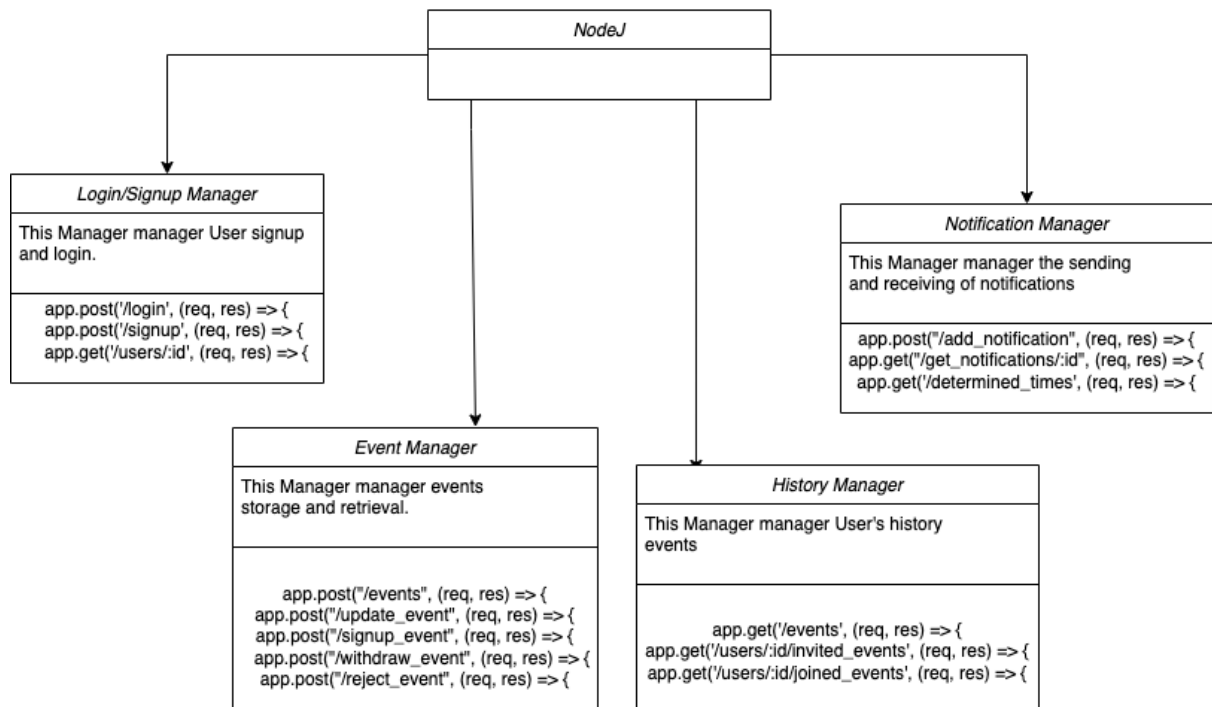 NodeJ
Login/Signup Manager
This Manager manager User signup
and login.
app.post('/login', (req, res) => {
app.post('/signup', (req, res) => {
app.get('/users/:id', (req, res) => {
Notification Manager
This Manager manager the sending
and receiving of notifications
app.post("/add_notification", (req, res) => {
app.get("/get_notifications/:id", (req, res) => {
app.get('/determined_times', (req, res) => {
Event Manager
This Manager manager events
storage and retrieval.
app.post("/events", (req, res) => {
app.post("/update_event", (req, res) => {
app.post("/signup_event", (req, res) => {
app.post("/withdraw_event", (req, res) => {
app.post("/reject_event", (req, res) => {
History Manager
This Manager manager User's history
events
app.get('/events', (req, res) => {
app.get('/users/:id/invited_events', (req, res) => {
app.get('/users/:id/joined_events', (req, res) => {